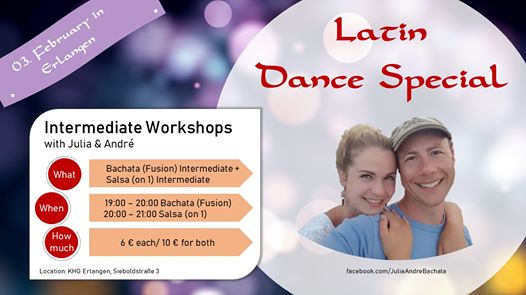 03. February in
Erlangen
Latin
Dance Special
Intermediate Workshops
with Julia & André
What
Bachata (Fusion) Intermediate +
Salsa (on 1) Intermediate
When
19:00 – 20:00 Bachata (Fusion)
20:00 – 21:00 Salsa (on 1)
How
much
6 € each/ 10 € for both
Location: KHG Erlangen, Sieboldstraße 3
facebook.com/JuliaAndreBachata